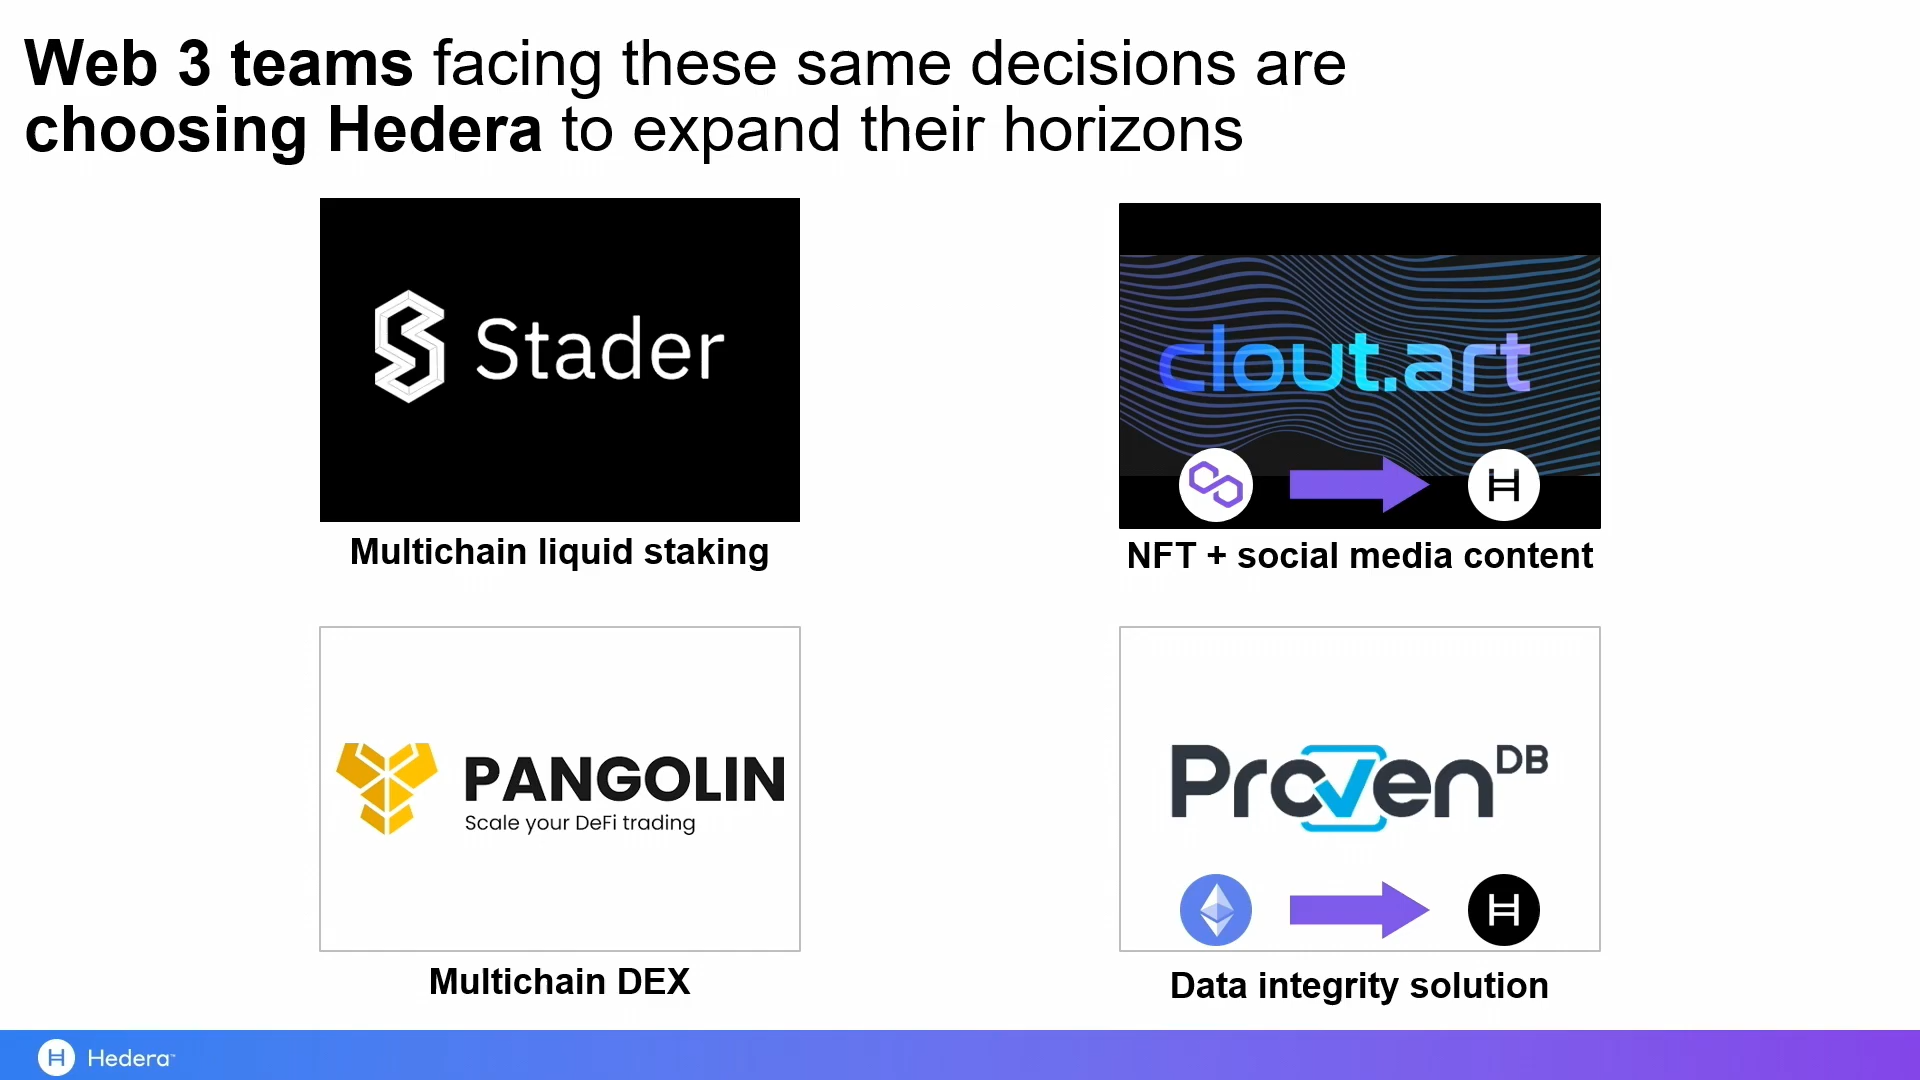 Web 3 teams facing these same decisions are
choosing Hedera to expand their horizons
Stader
Multichain liquid staking
clout.art
NFT + social media content
PANGOLIN
Scale your DeFi trading
Multichain DEX
ProvenDB
Data integrity solution
Hedera™